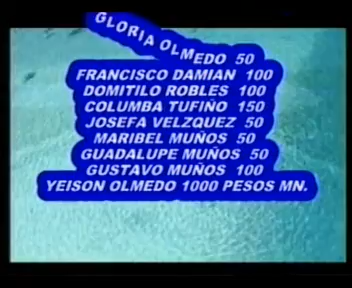 GLORIA OLMEDO 50
FRANCISCO DAMIAN 100
DOMITILO ROBLES 100
COLUMBA TUFIÑO 150
JOSEFA VELZQUEZ 50
MARIBEL MUÑOS 50
GUADALUPE MUÑOS 50
GUSTAVO MUÑOS 100
YEISON OLMEDO 1000 PESOS MN.